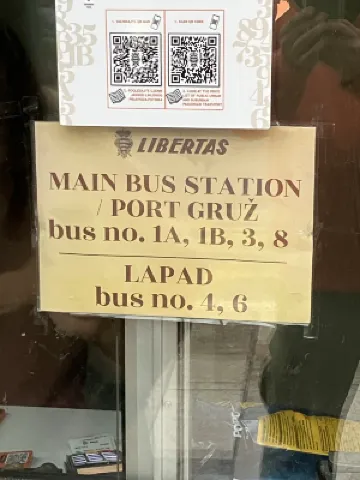 LIBERTAS
MAIN BUS STATION
/ PORT GRUŽ
bus no. 1A, 1B, 3, 8
LAPAD
bus no. 4, 6